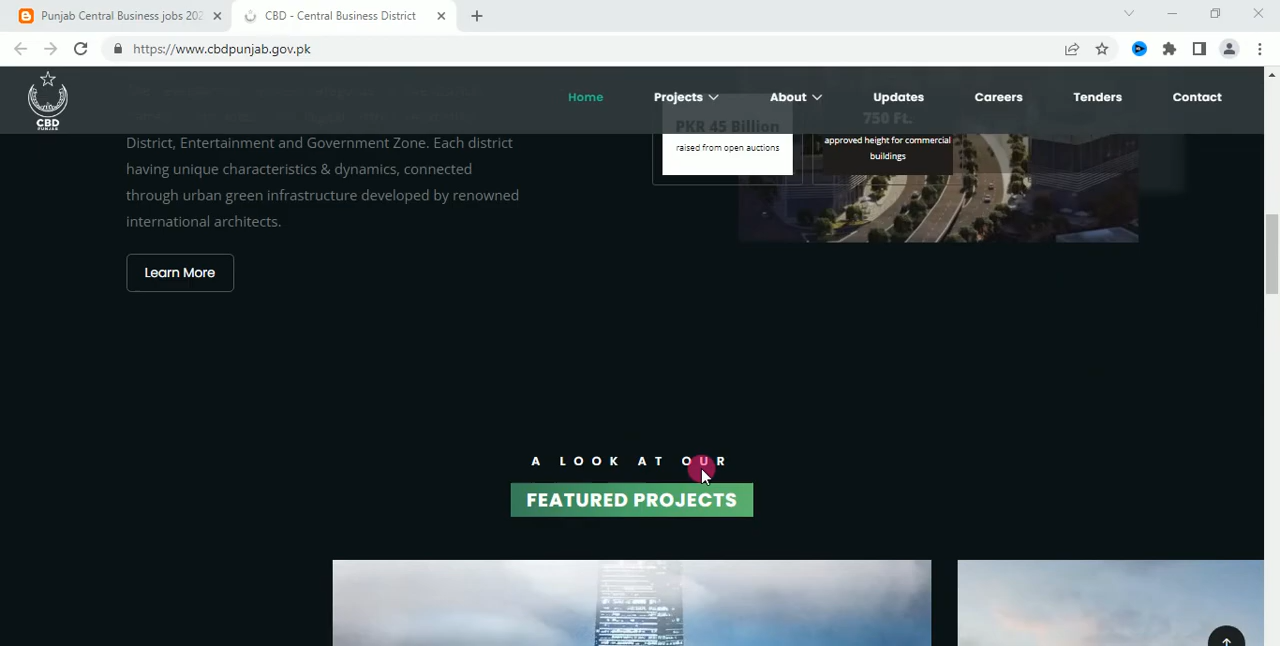 Punjab Central Business jobs 202
CBD - Central Business District
https://www.cbdpunjab.gov.pk
CBD
PUNJAB
Home
Projects
About
Updates
Careers
Tenders
Contact
District, Entertainment and Government Zone. Each district
having unique characteristics & dynamics, connected
through urban green infrastructure developed by renowned
international architects.
Learn More
PKR 45 Billion
raised from open auctions
750 Ft.
approved height for commercial
buildings
A LOOK AT OUR
FEATURED PROJECTS